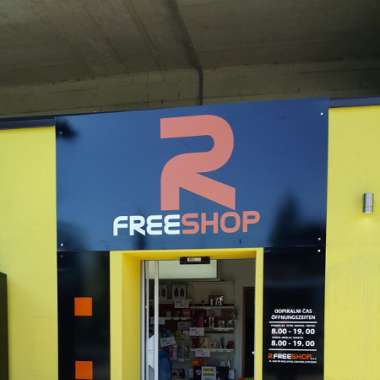 R
FREESHOP
ODPIRALNI ČAS
ÖFFNUNGSZEITEN
8.00 - 19.00
8.00 - 19.00
R FREESHOP